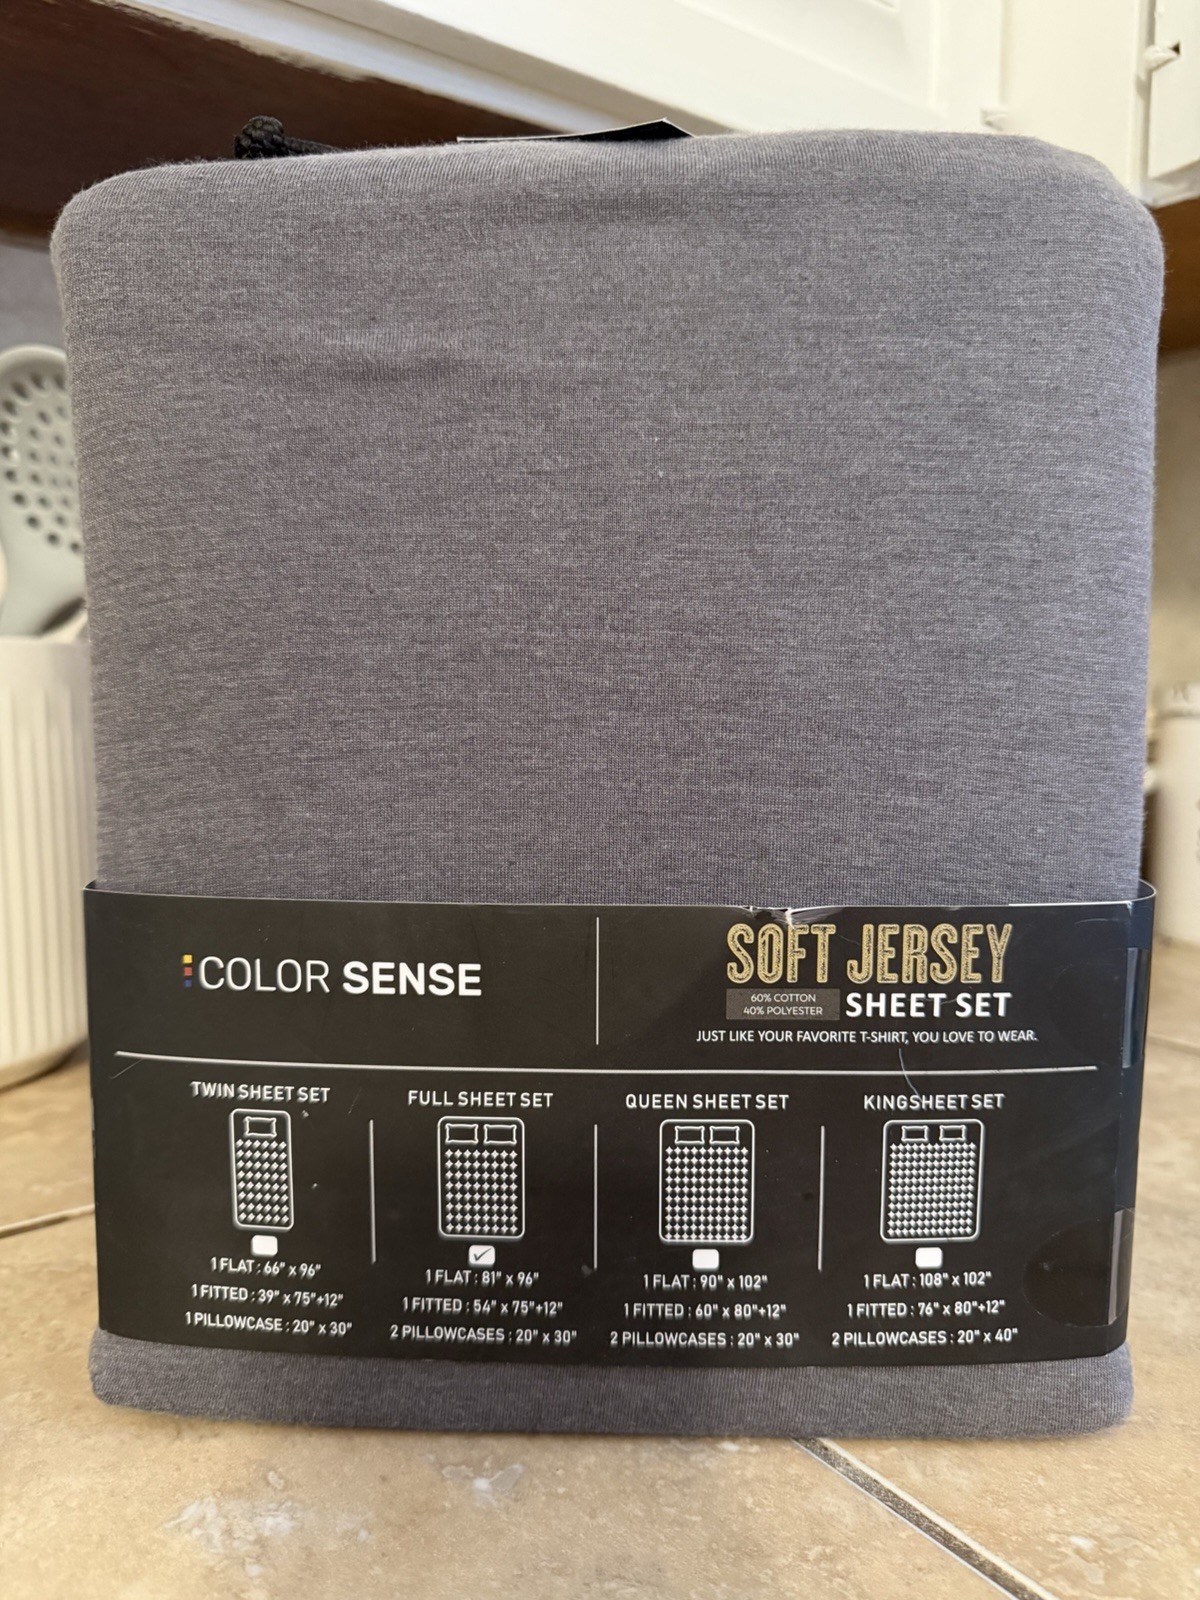 COLOR SENSE
SOFT JERSEY
60% COTTON
40% POLYESTER
SHEET SET
JUST LIKE YOUR FAVORITE T-SHIRT, YOU LOVE TO WEAR.
TWIN SHEET SET
1 FLAT : 66" x 96"
1 FITTED : 39" x 75"+12"
1 PILLOWCASE : 20" x 30"
FULL SHEET SET
1 FLAT : 81" x 96"
1 FITTED : 54" x 75"+12"
2 PILLOWCASES : 20" x 30"
QUEEN SHEET SET
1 FLAT : 90" x 102"
1 FITTED : 60" x 80"+12"
2 PILLOWCASES : 20" x 30"
KINGSHEET SET
1 FLAT : 108" x 102"
1 FITTED : 76" x 80"+12"
2 PILLOWCASES : 20" x 40"